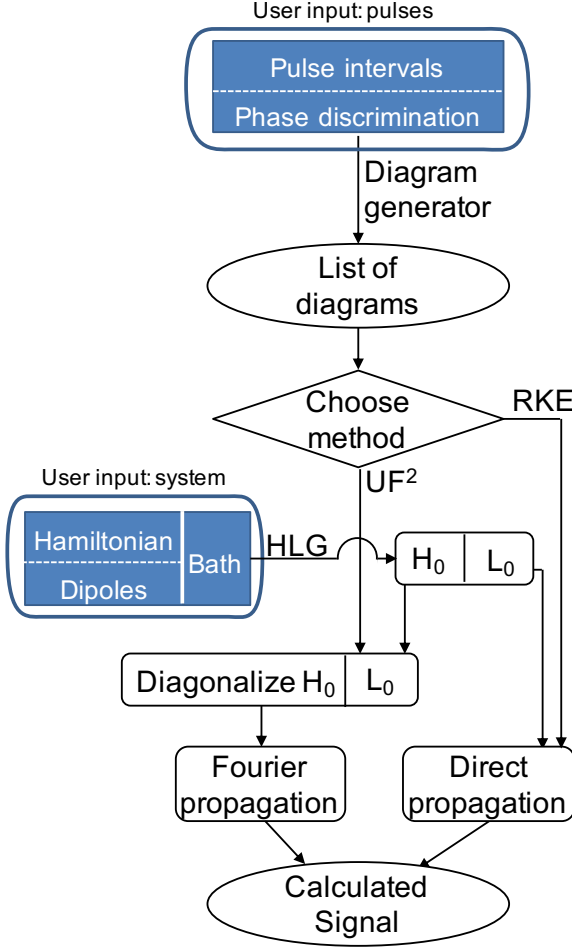 User input: pulses
Pulse intervals
Phase discrimination
Diagram
generator
List of
diagrams
Choose
method
RKE
UF²
User input: system
Hamiltonian
Dipoles
Bath
HLG
H₀ L₀
Diagonalize H₀ L₀
Fourier
propagation
Direct
propagation
Calculated
Signal